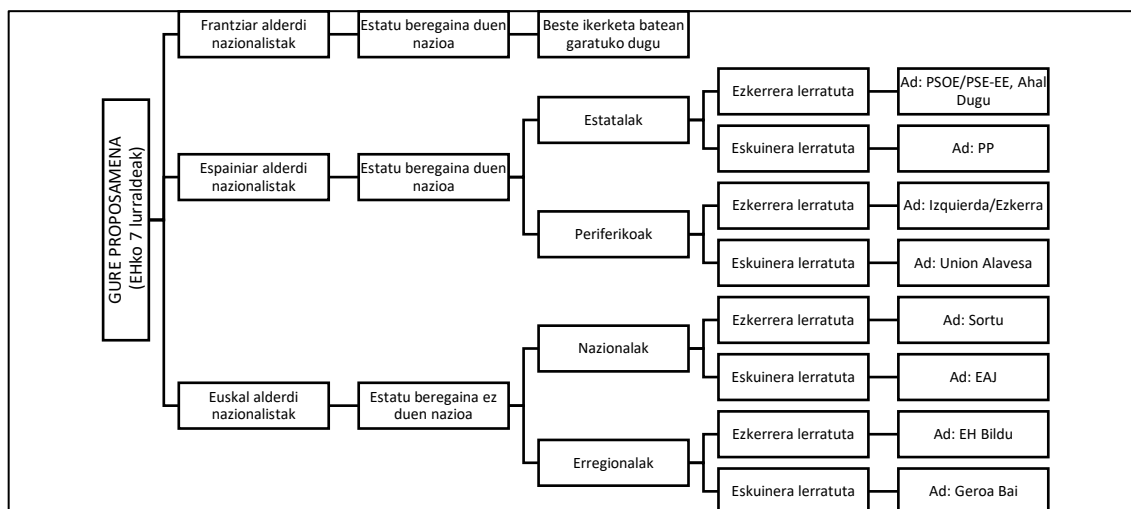 GURE PROPOSAMENA
(EHko 7 lurraldeak)
Frantziar alderdi
nazionalistak
Estatu beregaina duen
nazioa
Beste ikerketa batean
garatuko dugu
Espainiar alderdi
nazionalistak
Estatu beregaina duen
nazioa
Estatalak
Ezkerrera lerratuta
Ad: PSOE/PSE-EE, Ahal
Dugu
Eskuinera lerratuta
Ad: PP
Periferikoak
Ezkerrera lerratuta
Ad: Izquierda/Ezkerra
Eskuinera lerratuta
Ad: Union Alavesa
Euskal alderdi
nazionalistak
Estatu beregaina ez
duen nazioa
Nazionalak
Ezkerrera lerratuta
Ad: Sortu
Eskuinera lerratuta
Ad: EAJ
Erregionalak
Ezkerrera lerratuta
Ad: EH Bildu
Eskuinera lerratuta
Ad: Geroa Bai